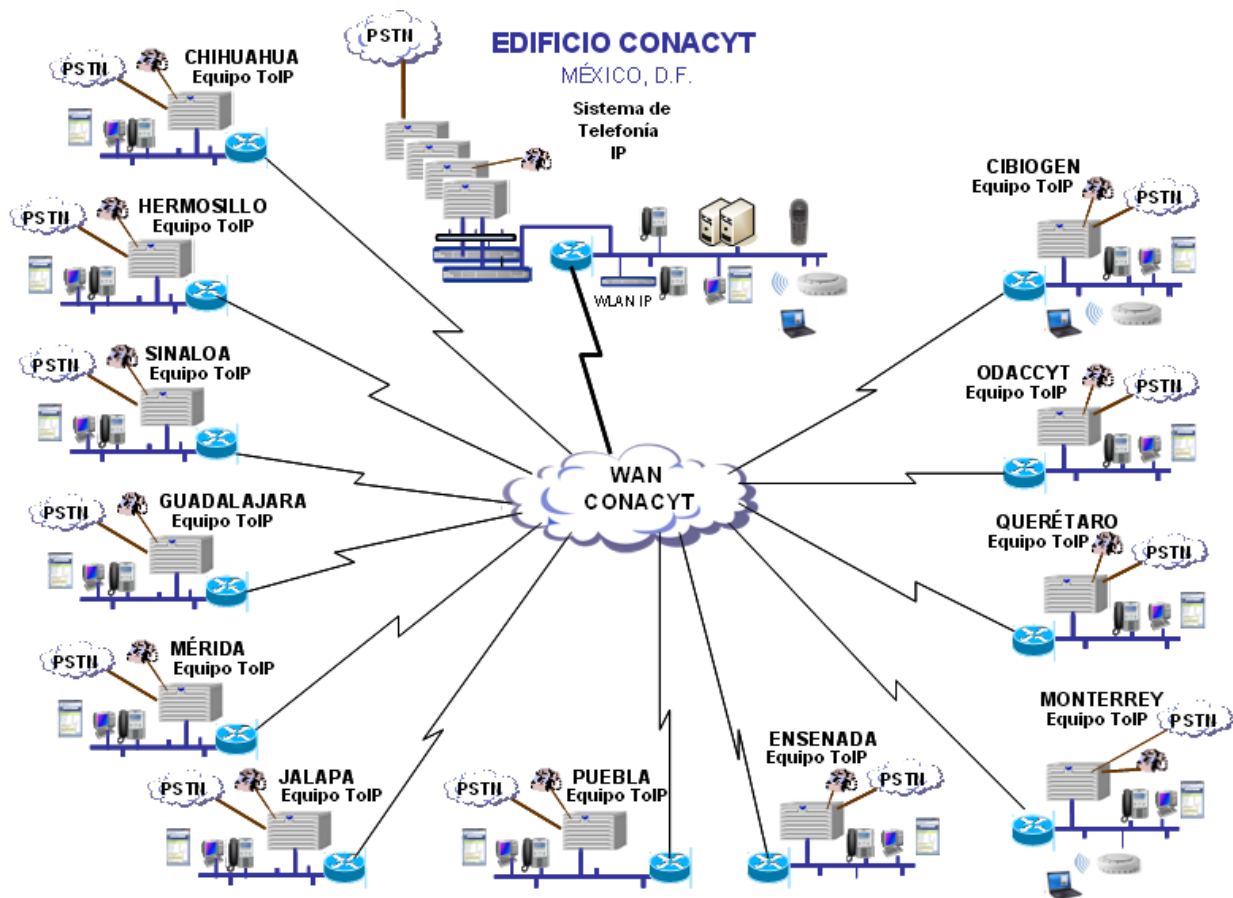 PSTN
EDIFICIO CONACYT
MÉXICO, D.F.
Sistema de
Telefonía
IP
WLAN IP
PSTN
CHIHUAHUA
Equipo ToIP
PSTN
HERMOSILLO
Equipo ToIP
PSTN
SINALOA
Equipo ToIP
PSTN
GUADALAJARA
Equipo ToIP
PSTN
MÉRIDA
Equipo ToIP
PSTN
JALAPA
Equipo ToIP
PSTN
PUEBLA
Equipo ToIP
ENSENADA
Equipo ToIP
PSTN
MONTERREY
Equipo ToIP
PSTN
QUERÉTARO
Equipo ToIP
PSTN
ODACCYT
Equipo ToIP
PSTN
CIBIOGEN
Equipo ToIP
PSTN
WAN
CONACYT